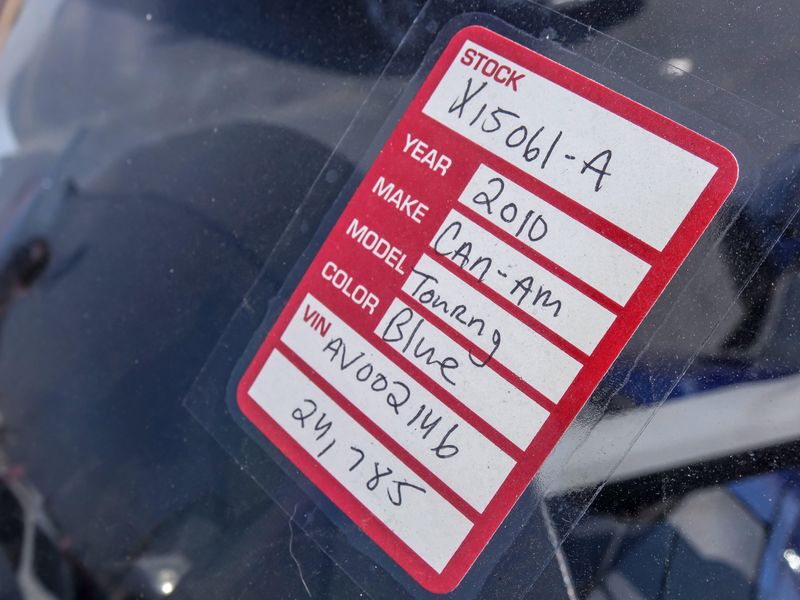 STOCK
X15061-A
YEAR 2010
MAKE CAn-Am
MODEL Tourng
COLOR Blue
VIN AV002146
24,785